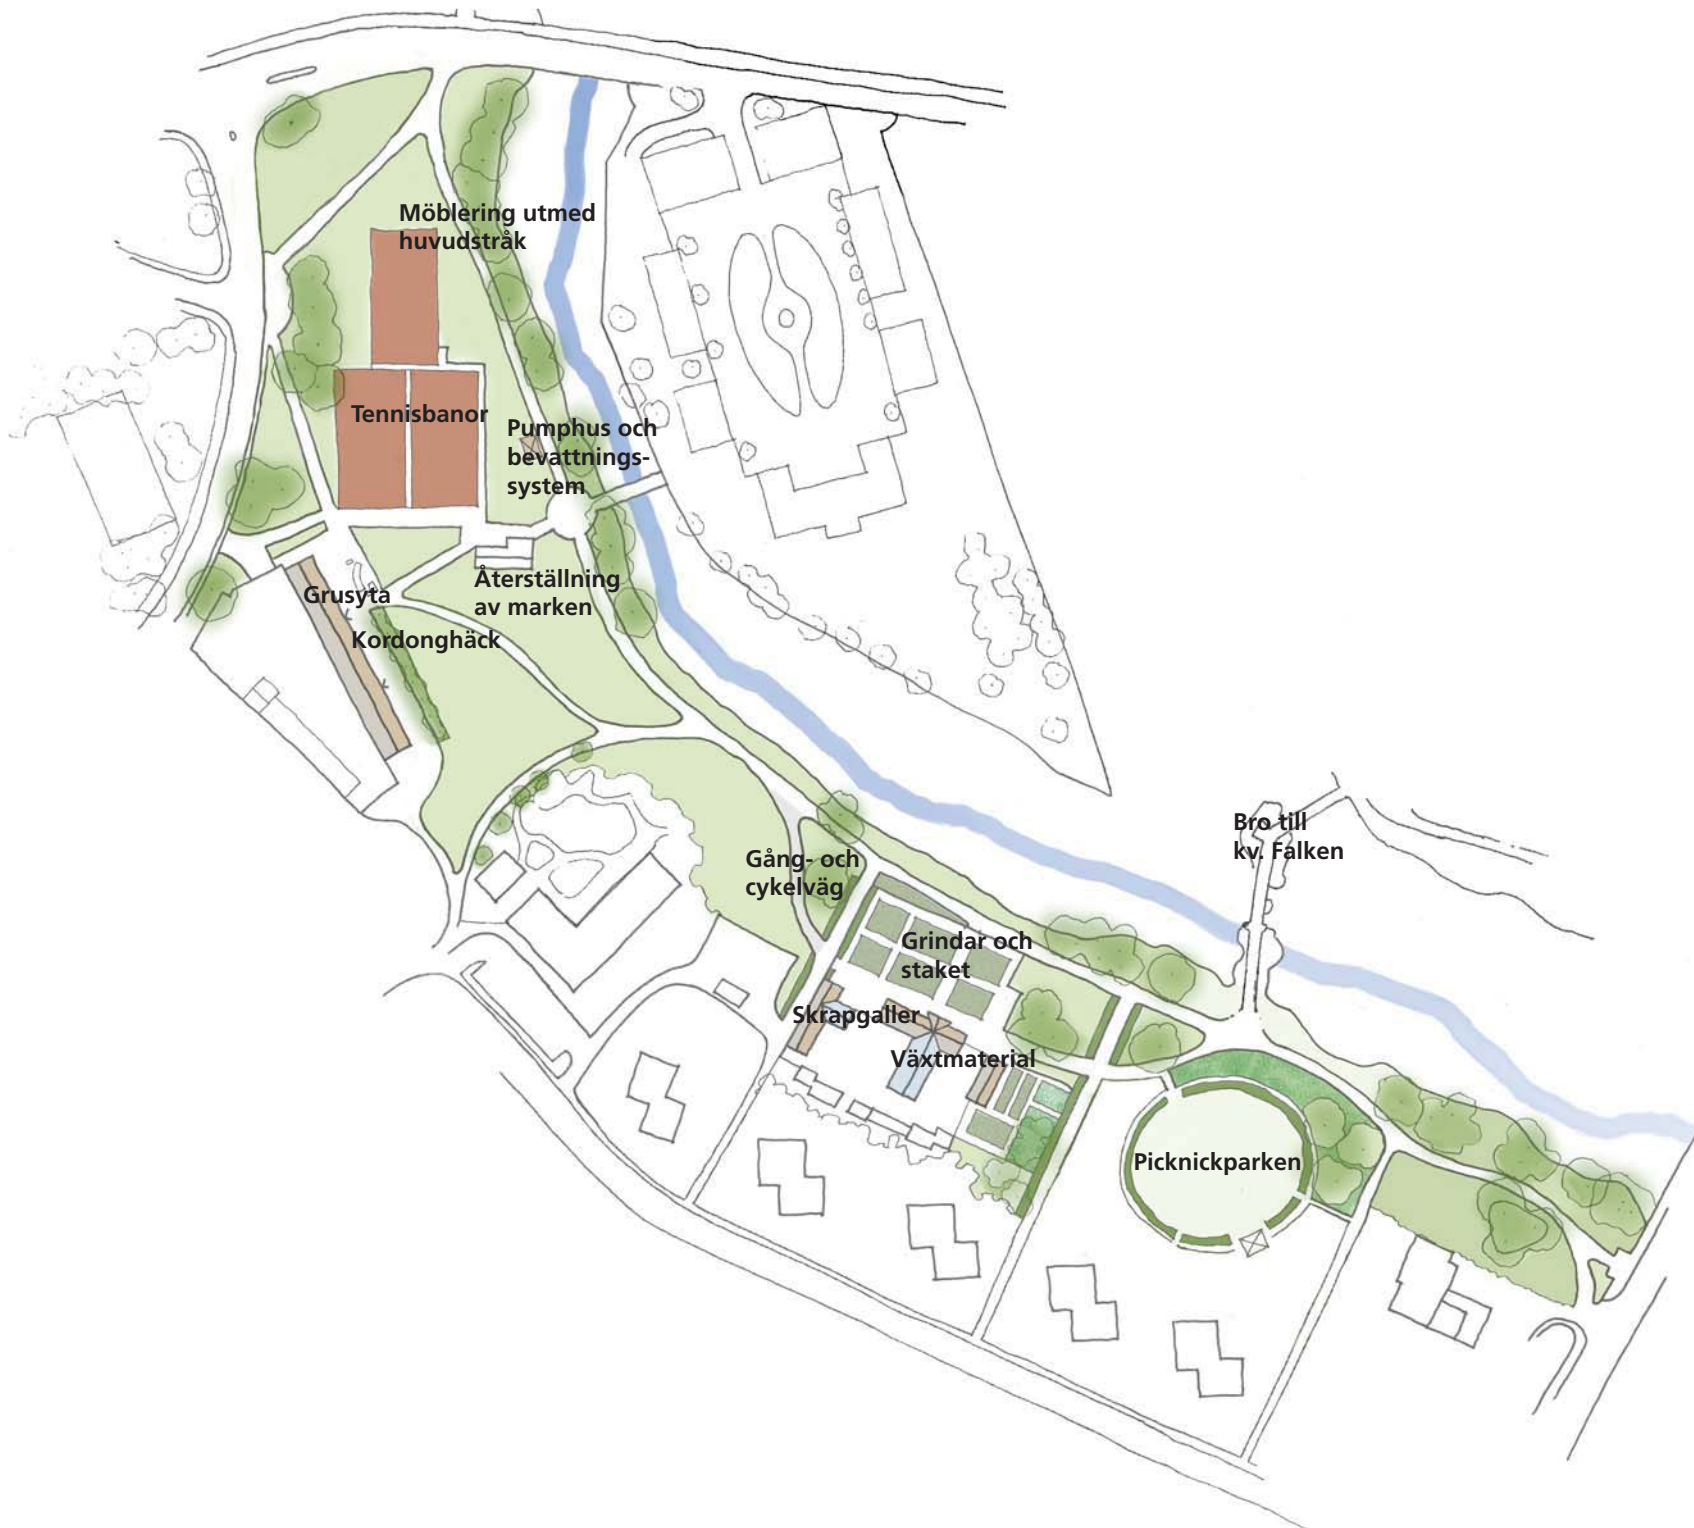 Möblering utmed
huvudstråk
Tennisbanor
Pumphus och
bevattnings-
system
Återställning
av marken
Grusyta
Kordonghäck
Bro till
kv. Falken
Gång- och
cykelväg
Grindar och
staket
Skrapgaller
Växtmaterial
Picknickparken